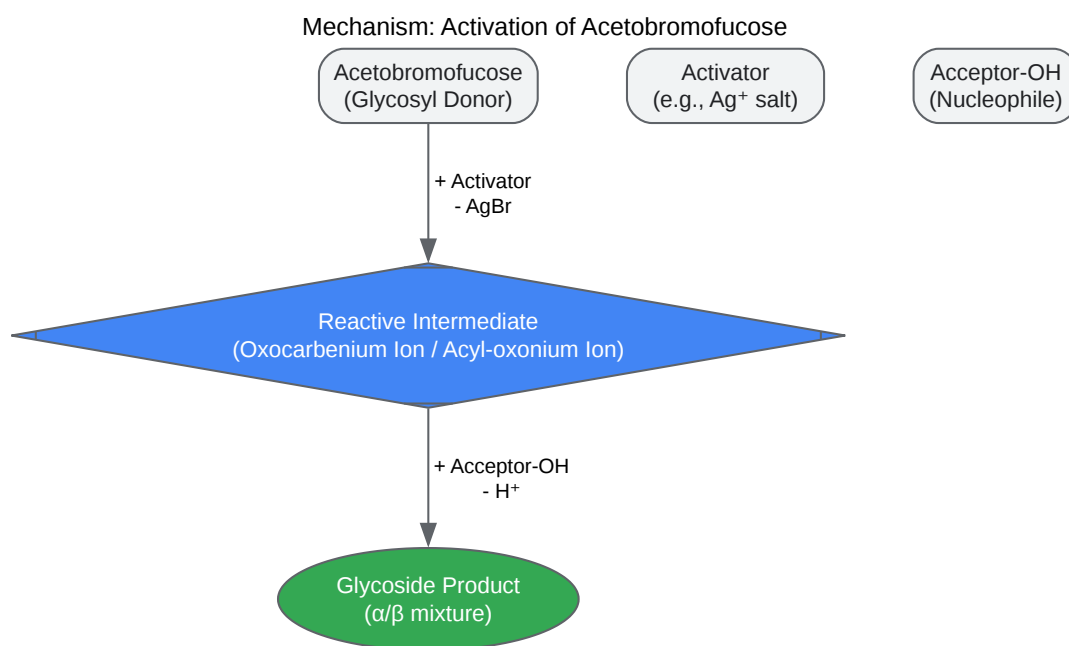 Mechanism: Activation of Acetobromofucose
Acetobromofucose
(Glycosyl Donor)
Activator
(e.g., Ag⁺ salt)
Acceptor-OH
(Nucleophile)
+ Activator
- AgBr
Reactive Intermediate
(Oxocarbenium Ion / Acyl-oxonium Ion)
+ Acceptor-OH
- H⁺
Glycoside Product
(α/β mixture)